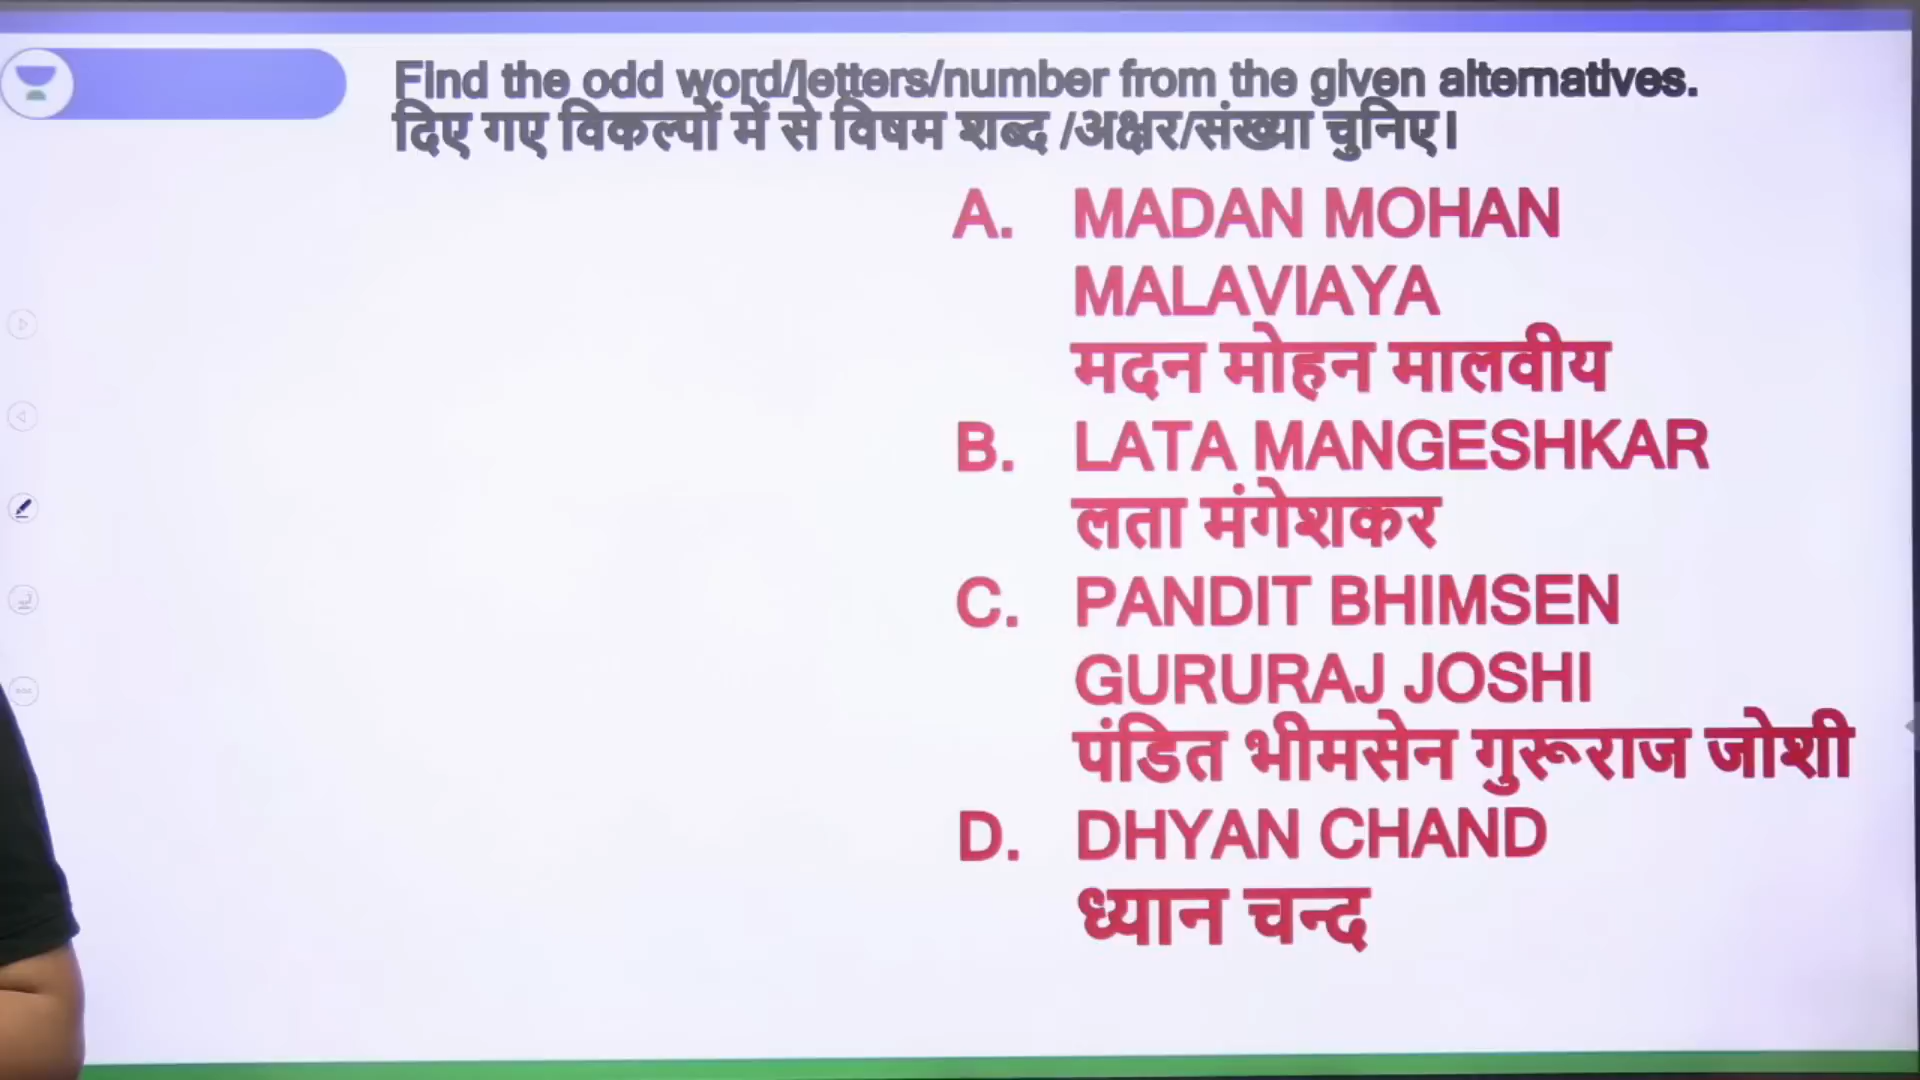 Find the odd word/letters/number from the given alternatives.
दिए गए विकल्पों में से विषम शब्द /अक्षर/संख्या चुनिए।
A. MADAN MOHAN
MALAVIAYA
मदन मोहन मालवीय
B. LATA MANGESHKAR
लता मंगेशकर
C. PANDIT BHIMSEN
GURURAJ JOSHI
पंडित भीमसेन गुरूराज जोशी
D. DHYAN CHAND
ध्यान चन्द